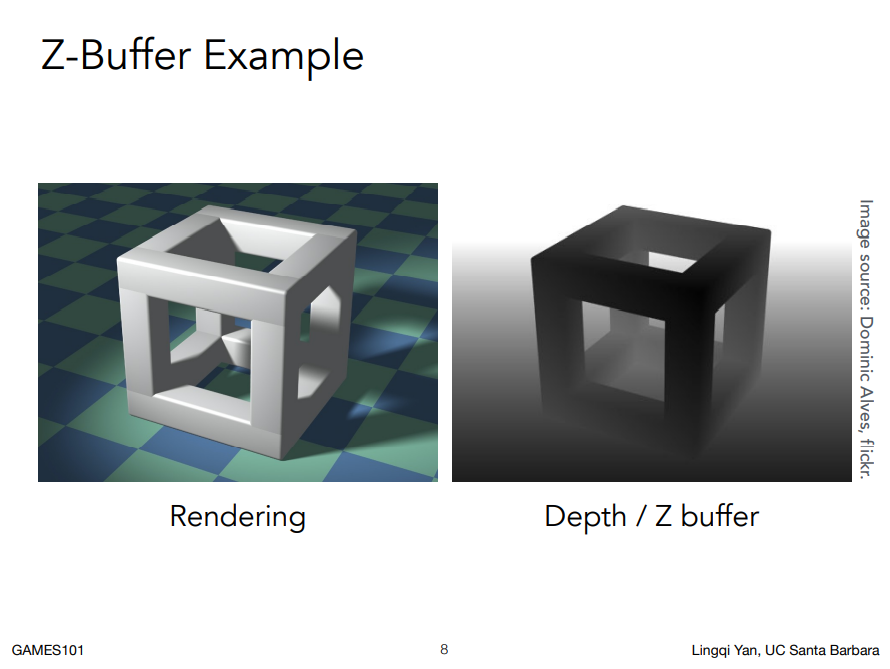 Z-Buffer Example
Image source: Dominic Alves, flickr.
Rendering
Depth / Z buffer
GAMES101
8
Lingqi Yan, UC Santa Barbara